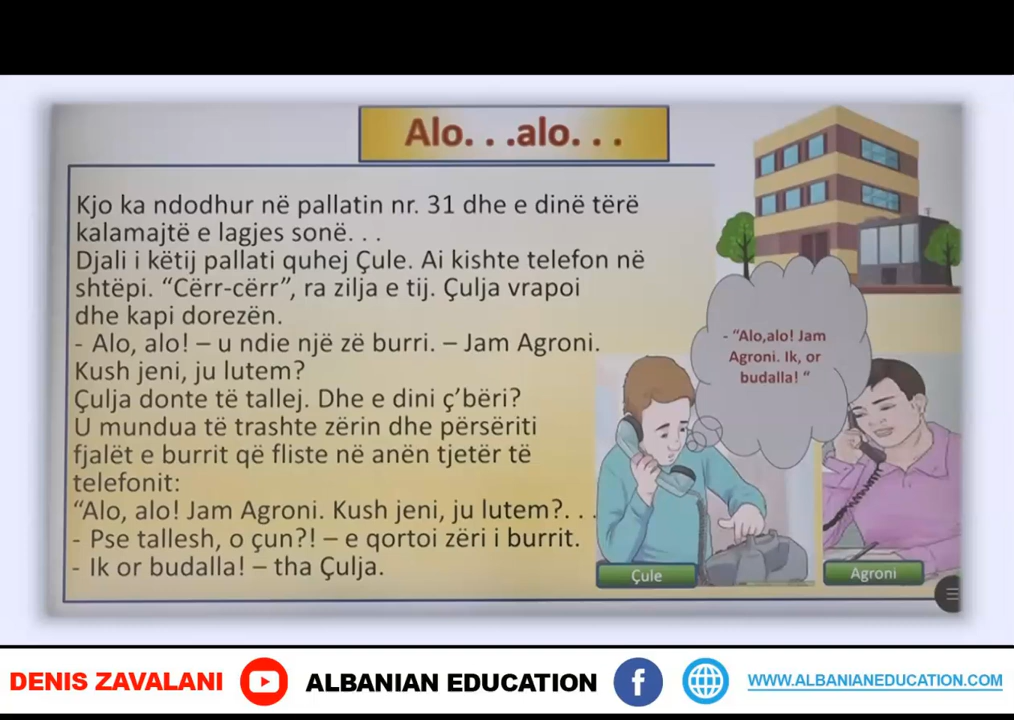 Alo. . .alo. . .
Kjo ka ndodhur në pallatin nr. 31 dhe e dinë tërë
kalamajtë e lagjes sonë. . .
Djali i këtij pallati quhej Çule. Ai kishte telefon në
shtëpi. “Cërr-cërr”, ra zilja e tij. Çulja vrapoi
dhe kapi dorezën.
- Alo, alo! – u ndie një zë burri. – Jam Agroni.
Kush jeni, ju lutem?
Çulja donte të tallej. Dhe e dini ç’bëri?
U mundua të trashte zërin dhe përsëriti
fjalët e burrit që fliste në anën tjetër të
telefonit:
“Alo, alo! Jam Agroni. Kush jeni, ju lutem?. . .
- Pse tallesh, o çun?! – e qortoi zëri i burrit.
- Ik or budalla! – tha Çulja.
- “Alo,alo! Jam
Agroni. Ik, or
budalla! “
Çule
Agroni
DENIS ZAVALANI
ALBANIAN EDUCATION
f
WWW.ALBANIANEDUCATION.COM